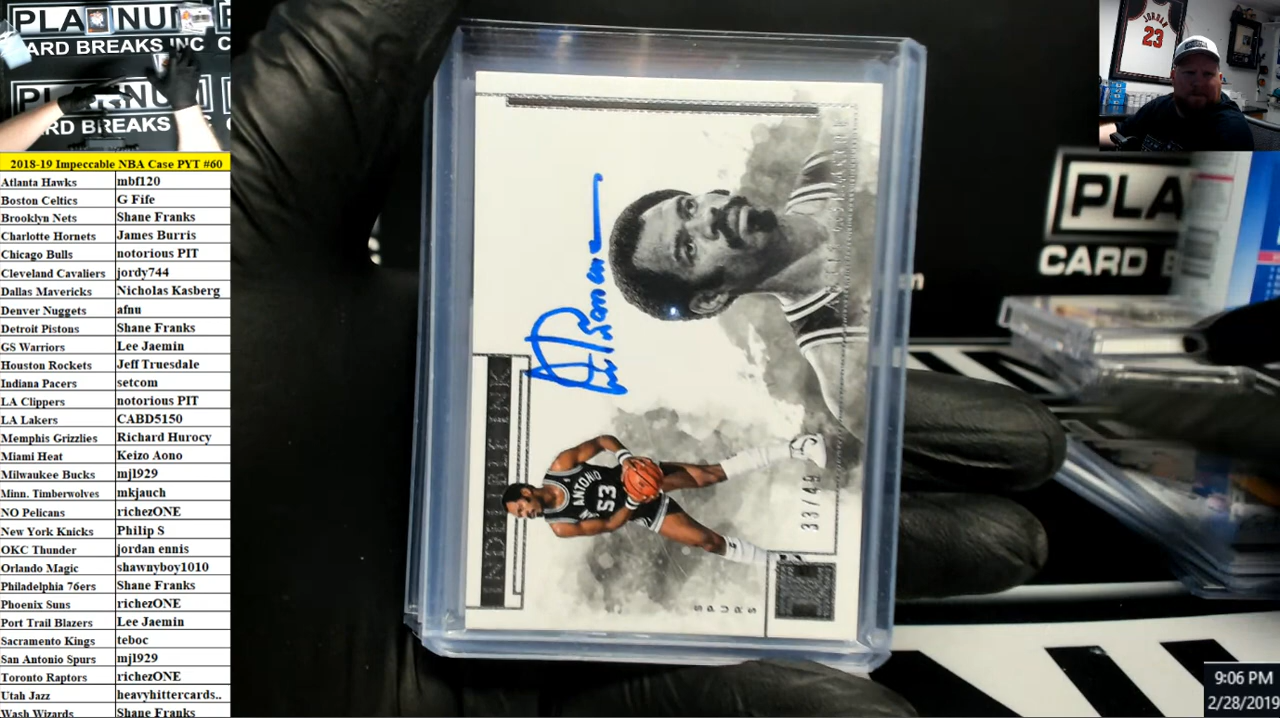 PLATINUM
CARD BREAKS INC
PLATINUM
CARD BREAKS
2018-19 Impeccable NBA Case PYT #60
Atlanta Hawks mbf120
Boston Celtics G Fife
Brooklyn Nets Shane Franks
Charlotte Hornets James Burris
Chicago Bulls notorious PIT
Cleveland Cavaliers jordy744
Dallas Mavericks Nicholas Kasberg
Denver Nuggets afnu
Detroit Pistons Shane Franks
GS Warriors Lee Jaemin
Houston Rockets Jeff Truesdale
Indiana Pacers setcom
LA Clippers notorious PIT
LA Lakers CABD5150
Memphis Grizzlies Richard Hurocy
Miami Heat Keizo Aono
Milwaukee Bucks mjl929
Minn. Timberwolves mkjauch
NO Pelicans richezONE
New York Knicks Philip S
OKC Thunder jordan ennis
Orlando Magic shawnyboy1010
Philadelphia 76ers Shane Franks
Phoenix Suns richezONE
Port Trail Blazers Lee Jaemin
Sacramento Kings teboc
San Antonio Spurs mjl929
Toronto Raptors richezONE
Utah Jazz heavyhittercards..
Wash Wizards Shane Franks
INDELIBLE INK
SAN ANTONIO
53
33/49
SPURS
JORDAN
23
PLA
CARD B
9:06 PM
2/28/2019